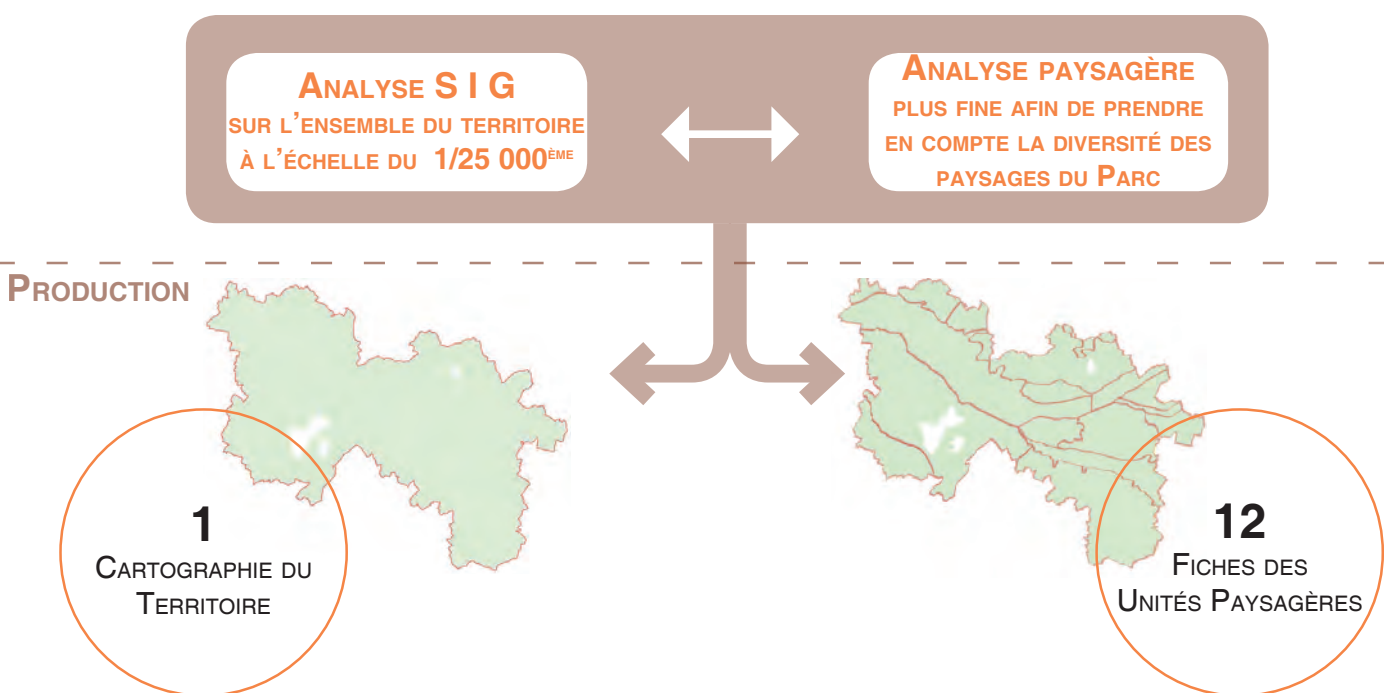 Analyse S I G
sur l'ensemble du territoire
à l'échelle du 1/25 000ème
Analyse paysagère
plus fine afin de prendre
en compte la diversité des
paysages du Parc
Production
1
Cartographie du
Territoire
12
Fiches des
Unités Paysagères